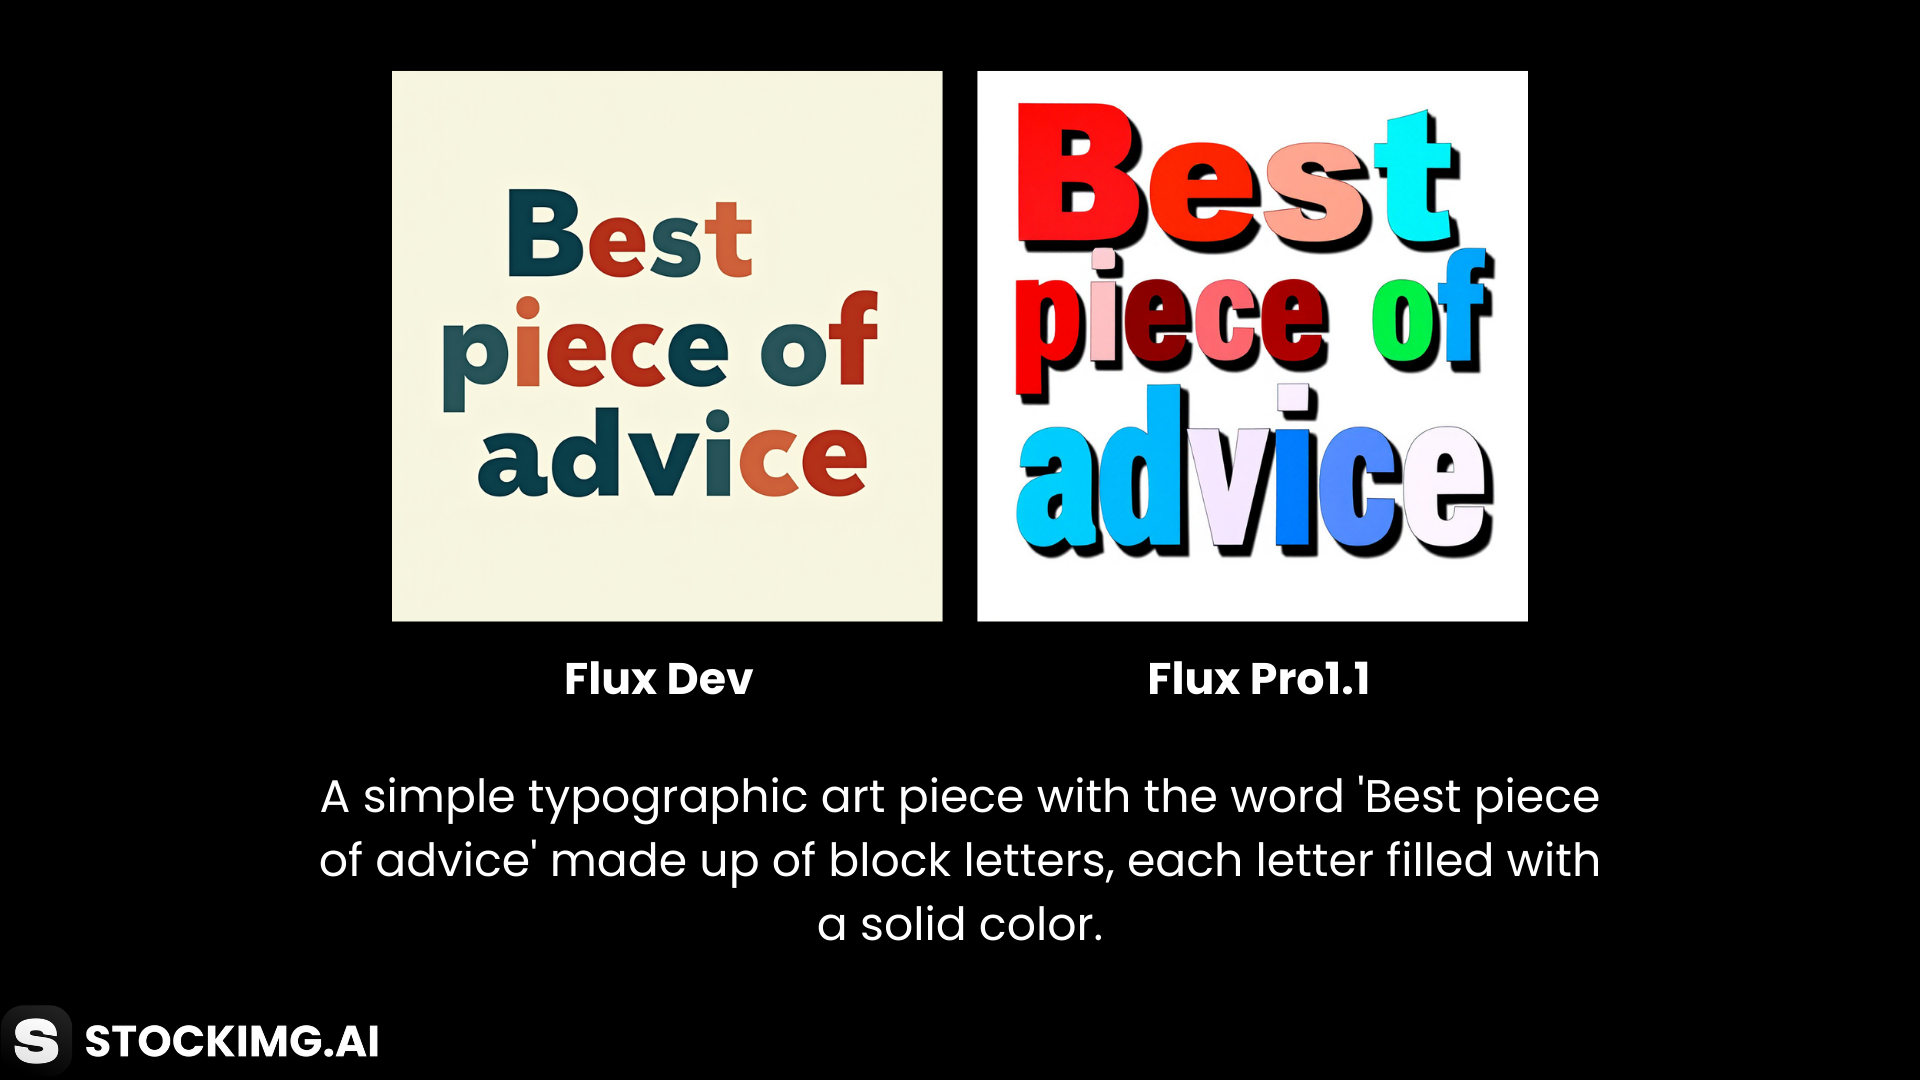 Best
piece of
advice
Best
piece of
advice
Flux Dev
Flux Pro1.1
A simple typographic art piece with the word 'Best piece
of advice' made up of block letters, each letter filled with
a solid color.
S STOCKIMG.AI